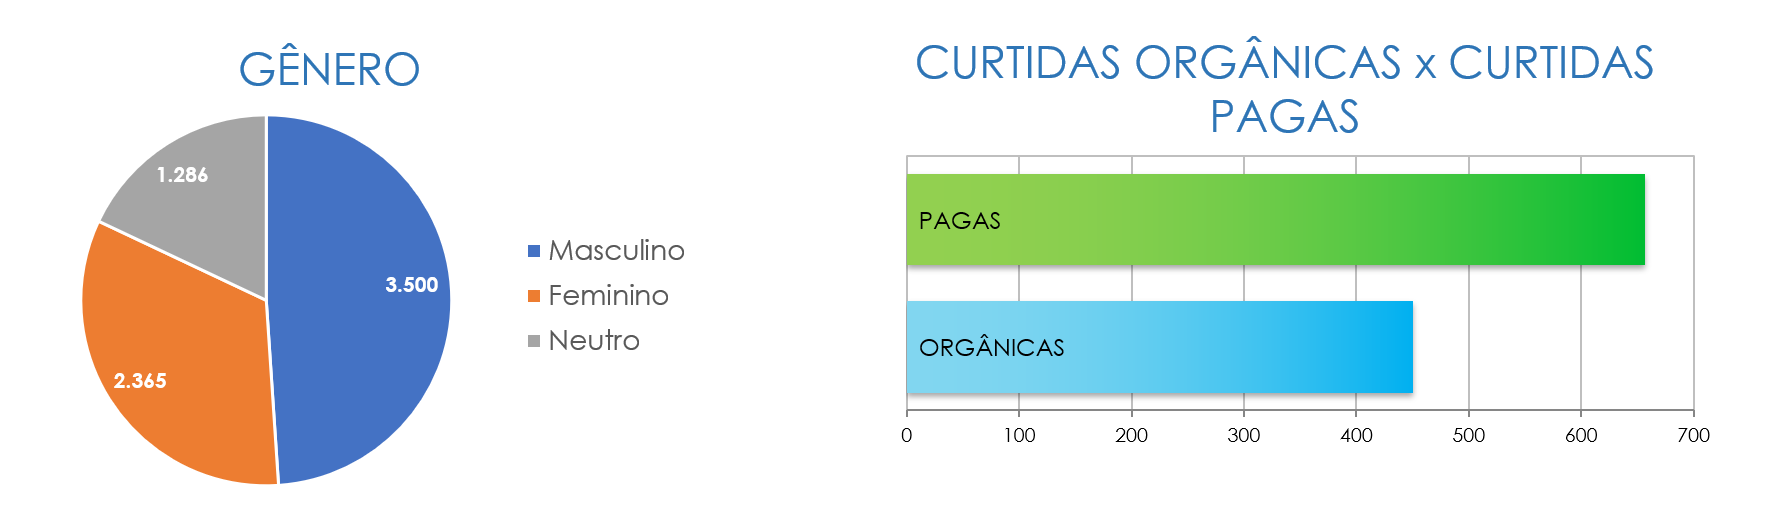 GÊNERO
1.286
3.500
2.365
Masculino
Feminino
Neutro
CURTIDAS ORGÂNICAS x CURTIDAS
PAGAS
PAGAS
ORGÂNICAS
0 100 200 300 400 500 600 700